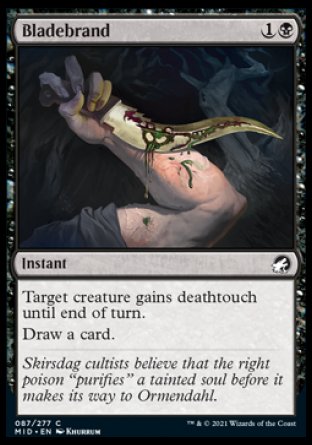 Bladebrand 1
Instant
Target creature gains deathtouch
until end of turn.
Draw a card.
Skirsdag cultists believe that the right
poison “purifies” a tainted soul before it
makes its way to Ormendahl.
087/277 C
MID • EN Khurrum
™ & © 2021 Wizards of the Coast